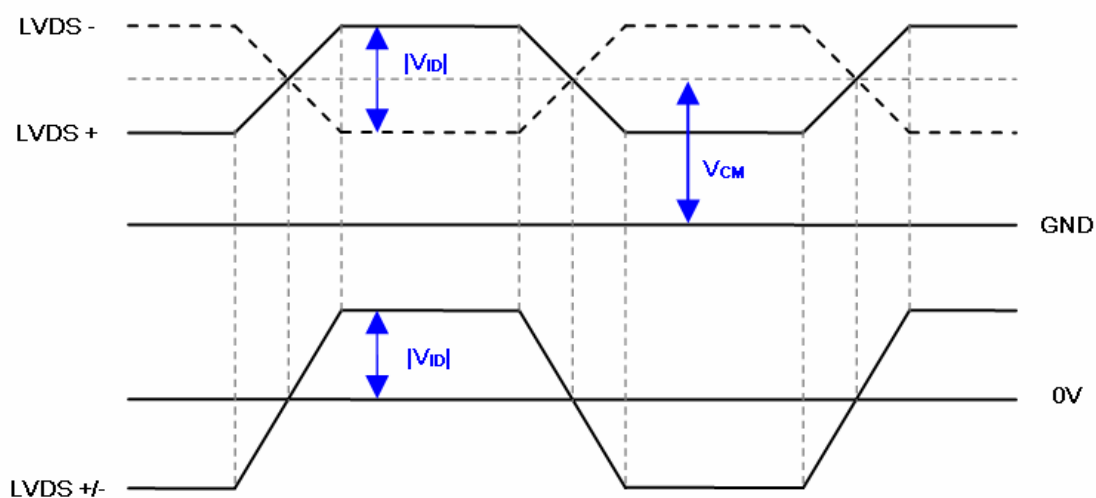 LVDS -
|VID|
LVDS +
VCM
GND
|VID|
0V
LVDS +/-